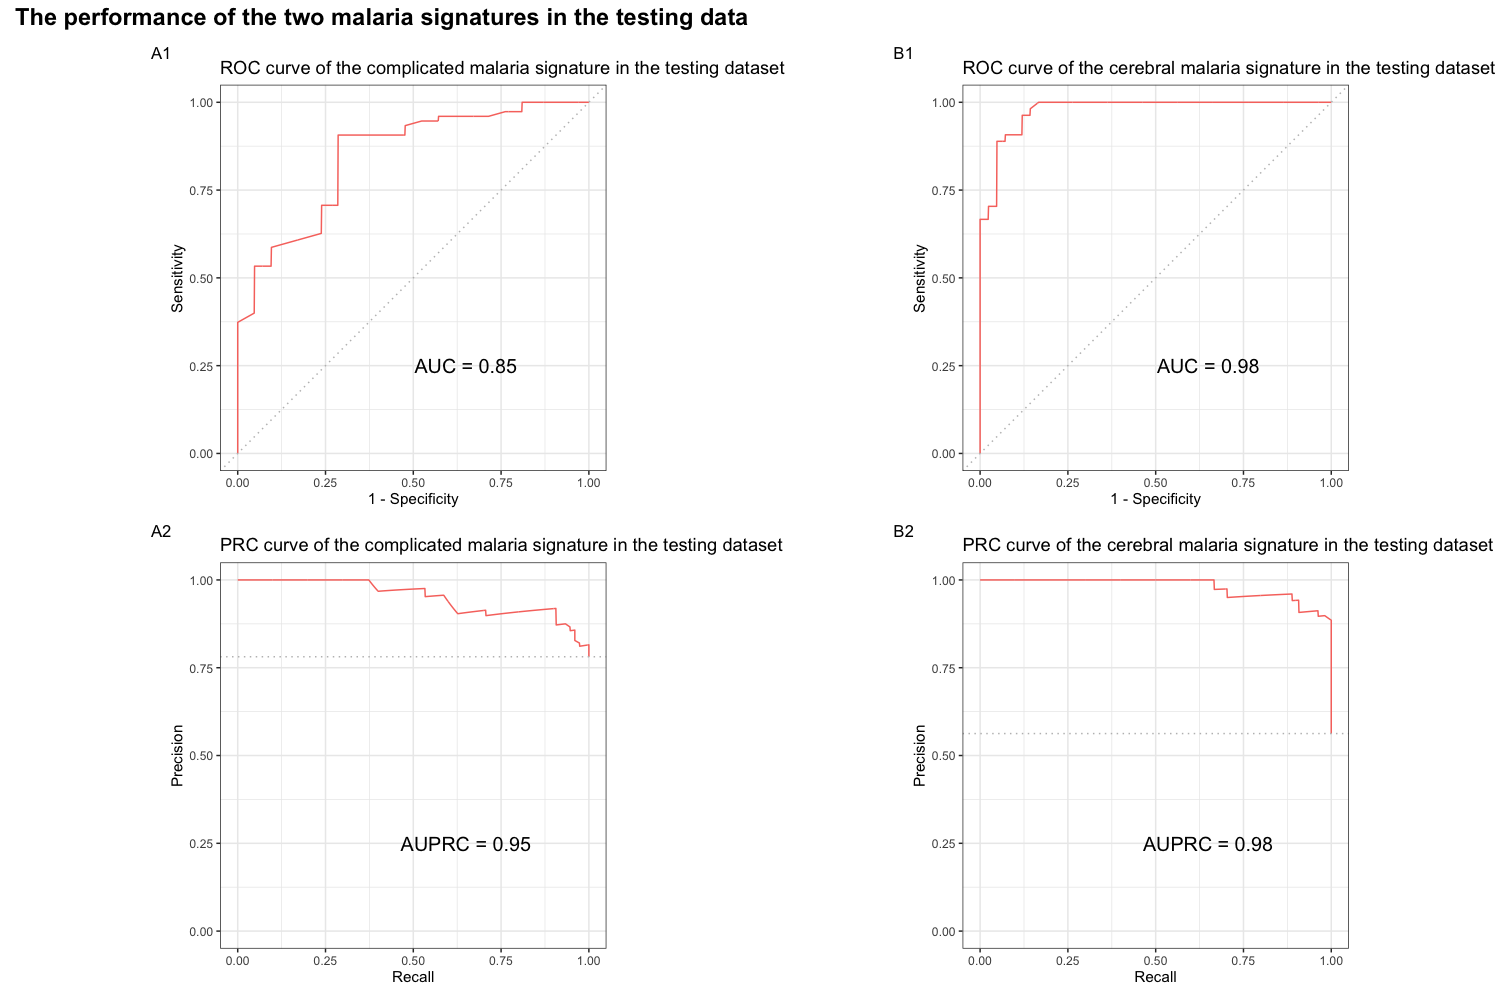 The performance of the two malaria signatures in the testing data
A1
ROC curve of the complicated malaria signature in the testing dataset
1.00
0.75
0.50
0.25
0.00
Sensitivity
AUC = 0.85
0.00 0.25 0.50 0.75 1.00
1 - Specificity
B1
ROC curve of the cerebral malaria signature in the testing dataset
1.00
0.75
0.50
0.25
0.00
Sensitivity
AUC = 0.98
0.00 0.25 0.50 0.75 1.00
1 - Specificity
A2
PRC curve of the complicated malaria signature in the testing dataset
1.00
0.75
0.50
0.25
0.00
Precision
AUPRC = 0.95
0.00 0.25 0.50 0.75 1.00
Recall
B2
PRC curve of the cerebral malaria signature in the testing dataset
1.00
0.75
0.50
0.25
0.00
Precision
AUPRC = 0.98
0.00 0.25 0.50 0.75 1.00
Recall